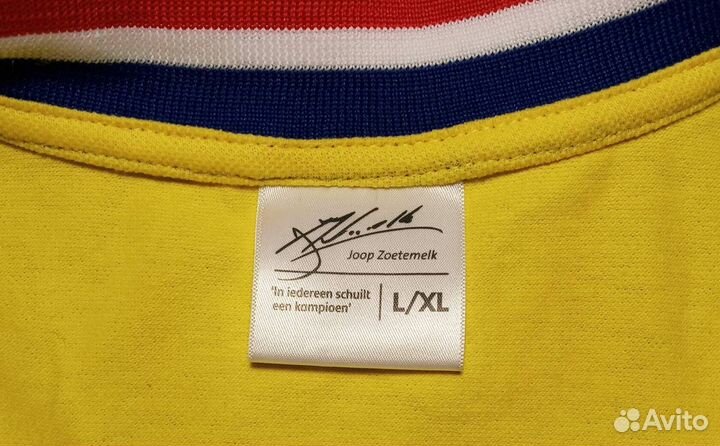 Joop Zoetemelk
'In iedereen schuilt
een kampioen'
L/XL
Avito